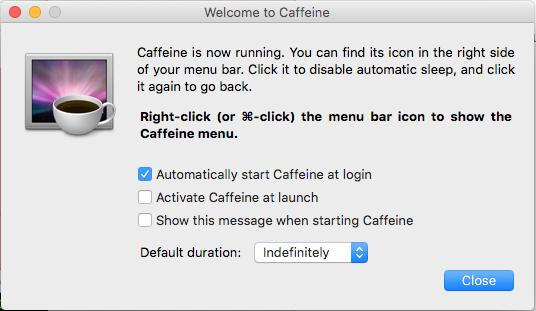 Welcome to Caffeine
Caffeine is now running. You can find its icon in the right side
of your menu bar. Click it to disable automatic sleep, and click
it again to go back.
Right-click (or ⌘-click) the menu bar icon to show the
Caffeine menu.
Automatically start Caffeine at login
Activate Caffeine at launch
Show this message when starting Caffeine
Default duration: Indefinitely
Close